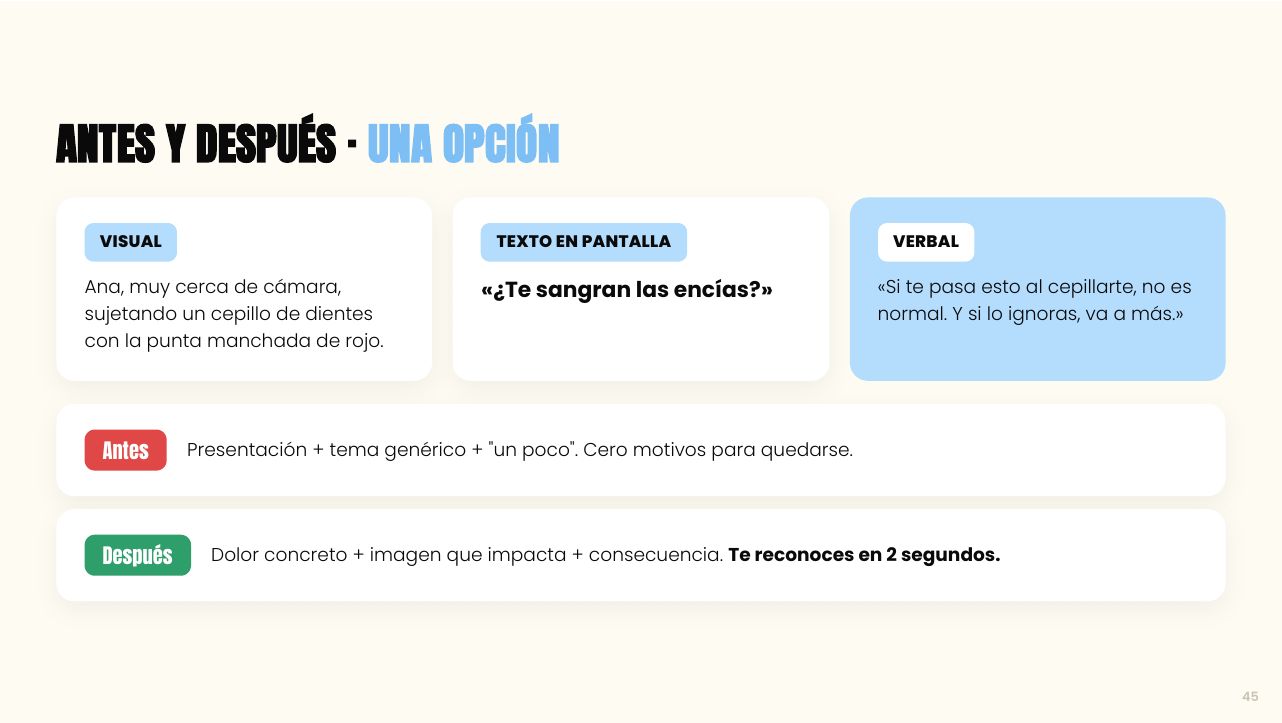 ANTES Y DESPUÉS · UNA OPCIÓN
VISUAL
Ana, muy cerca de cámara,
sujetando un cepillo de dientes
con la punta manchada de rojo.
TEXTO EN PANTALLA
«¿Te sangran las encías?»
VERBAL
«Si te pasa esto al cepillarte, no es
normal. Y si lo ignoras, va a más.»
Antes
Presentación + tema genérico + "un poco". Cero motivos para quedarse.
Después
Dolor concreto + imagen que impacta + consecuencia. Te reconoces en 2 segundos.
45